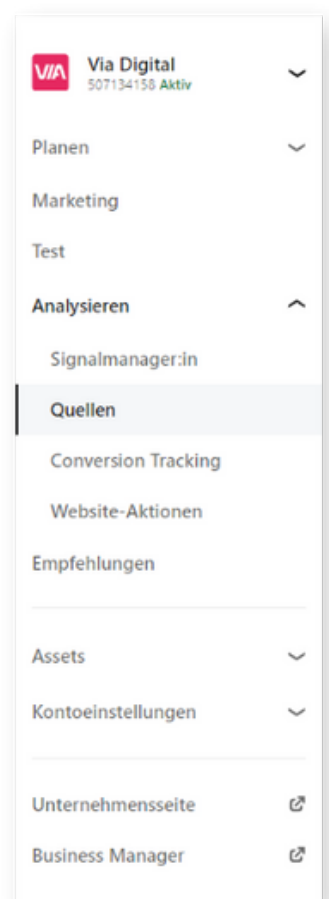 VIA
Via Digital
507134158 Aktiv
Planen
Marketing
Test
Analysieren
Signalmanager:in
Quellen
Conversion Tracking
Website-Aktionen
Empfehlungen
Assets
Kontoeinstellungen
Unternehmensseite
Business Manager